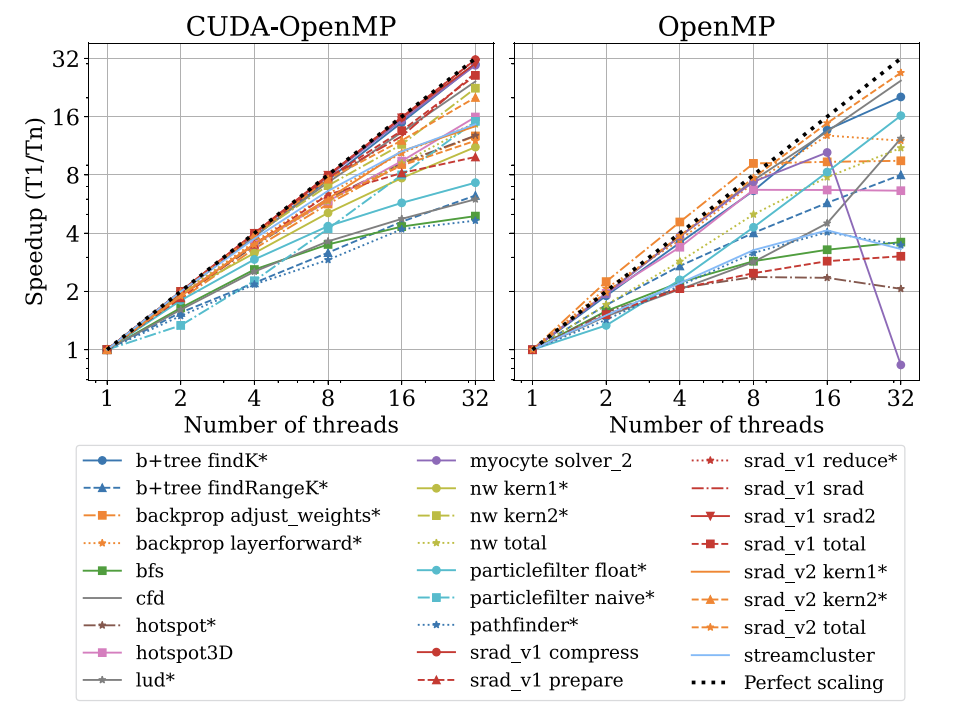 CUDA-OpenMP
OpenMP
Speedup (T1/Tn)
32
16
8
4
2
1
1 2 4 8 16 32
1 2 4 8 16 32
Number of threads
Number of threads
b+tree findK*
b+tree findRangeK*
backprop adjust_weights*
backprop layerforward*
bfs
cfd
hotspot*
hotspot3D
lud*
myocyte solver_2
nw kern1*
nw kern2*
nw total
particlefilter float*
particlefilter naive*
pathfinder*
srad_v1 compress
srad_v1 prepare
srad_v1 reduce*
srad_v1 srad
srad_v1 srad2
srad_v1 total
srad_v2 kern1*
srad_v2 kern2*
srad_v2 total
streamcluster
Perfect scaling